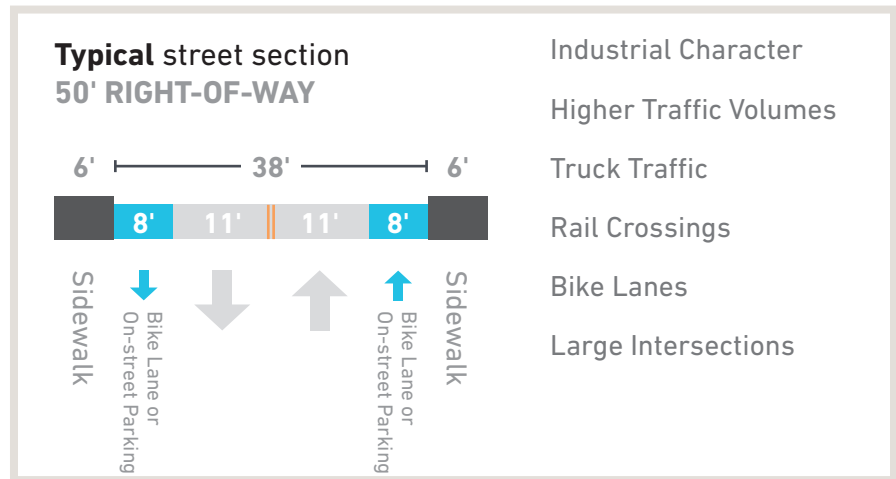 Typical street section
50' RIGHT-OF-WAY
6' 38' 6'
8' 11' 11' 8'
Sidewalk
Bike Lane or
On-street Parking
Bike Lane or
On-street Parking
Sidewalk
Industrial Character
Higher Traffic Volumes
Truck Traffic
Rail Crossings
Bike Lanes
Large Intersections